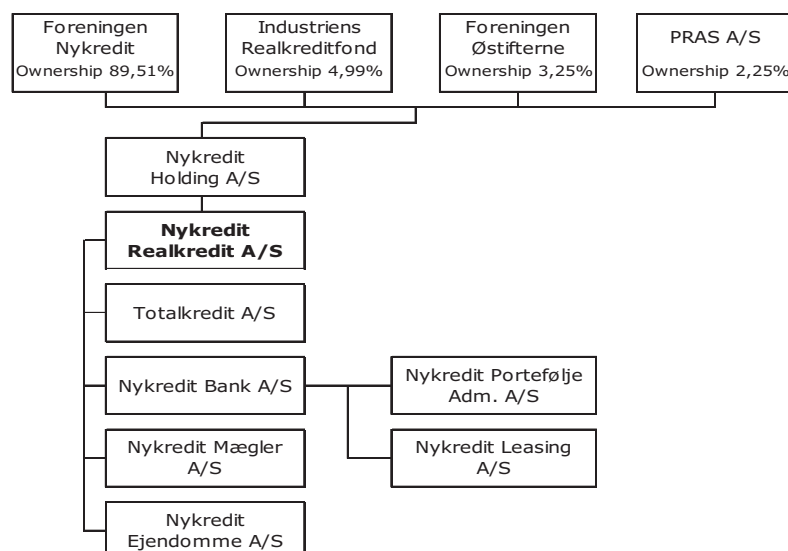 Foreningen
Nykredit
Ownership 89,51%
Industriens
Realkreditfond
Ownership 4,99%
Foreningen
Østifterne
Ownership 3,25%
PRAS A/S
Ownership 2,25%
Nykredit
Holding A/S
Nykredit
Realkredit A/S
Totalkredit A/S
Nykredit Bank A/S
Nykredit Portefølje
Adm. A/S
Nykredit Mægler
A/S
Nykredit Leasing
A/S
Nykredit
Ejendomme A/S